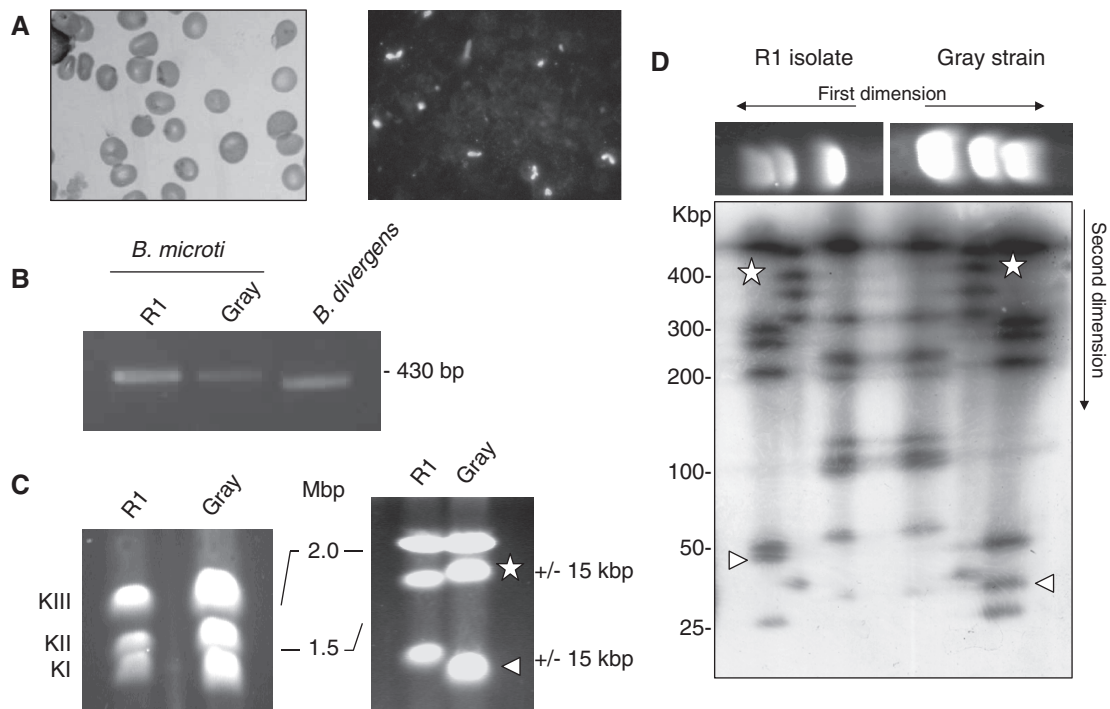 A
B
B. microti
R1
Gray
B. divergens
- 430 bp
C
R1
Gray
Mbp
R1
Gray
2.0
1.5
KIII
KII
KI
+/- 15 kbp
+/- 15 kbp
D
R1 isolate
Gray strain
First dimension
Kbp
400-
300-
200-
100-
50-
25-
Second dimension